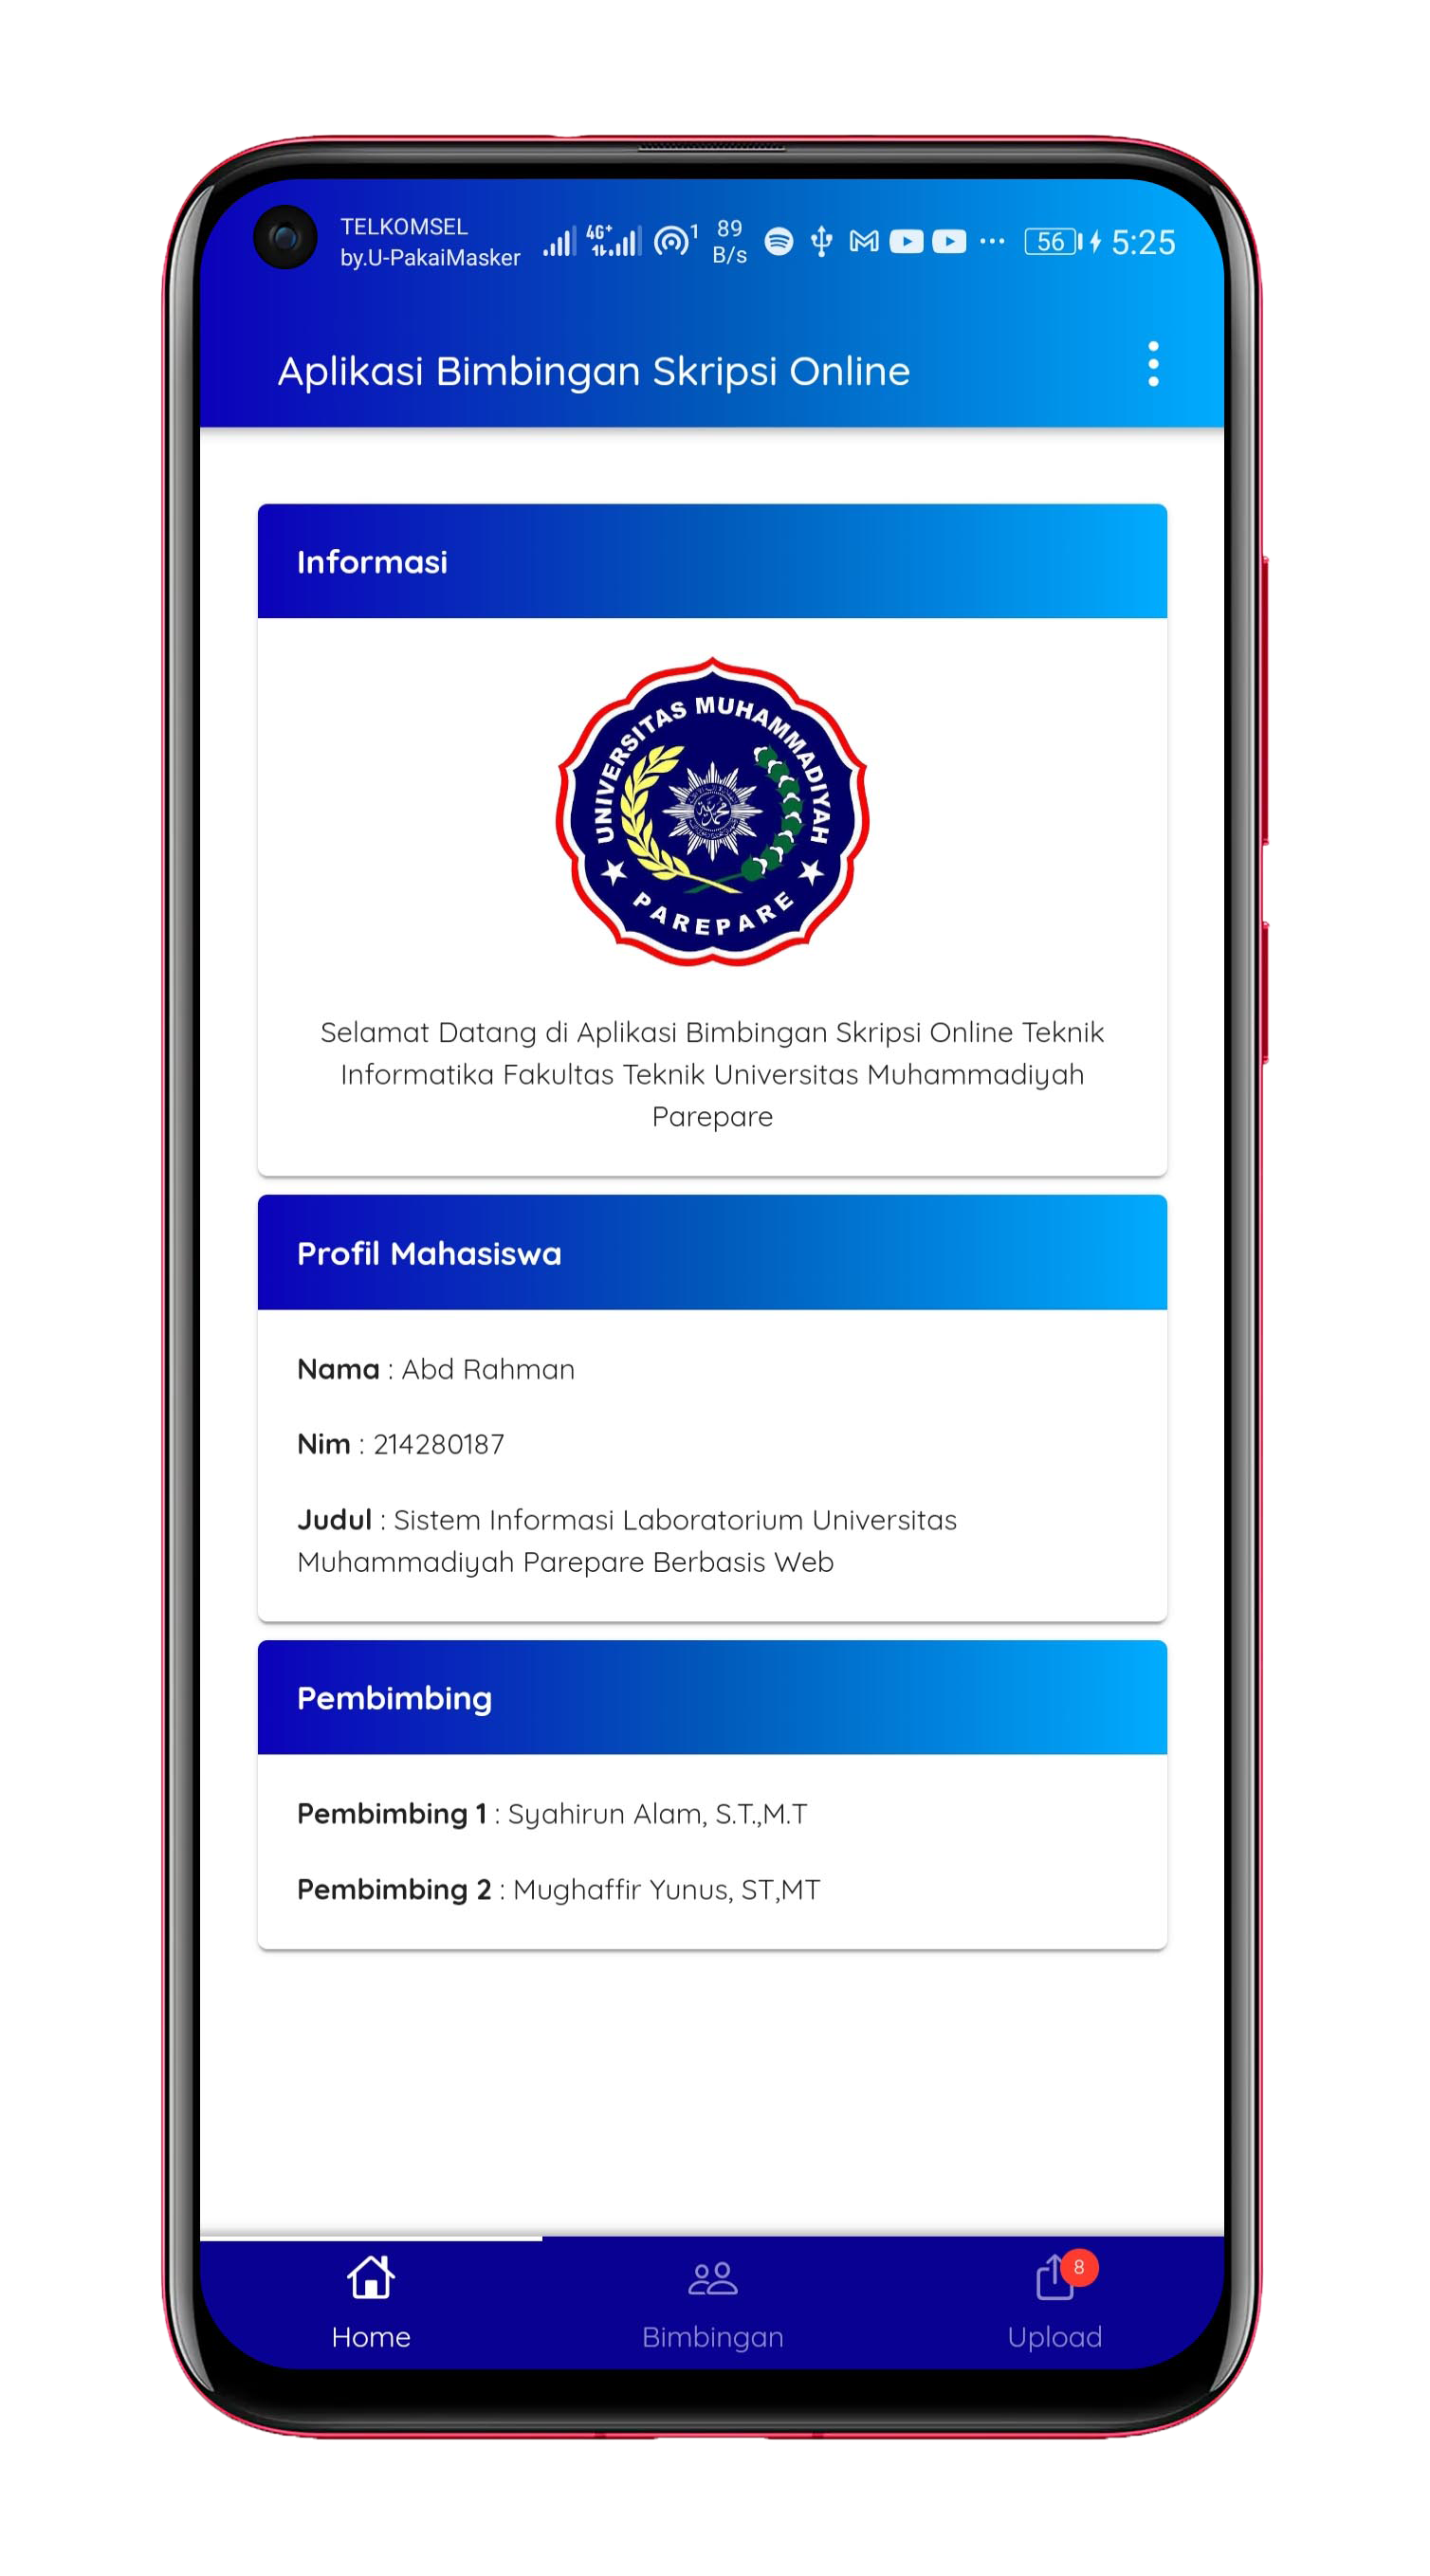 TELKOMSEL
by.U-PakaiMasker
4G+
1
89
B/s
56
5:25
Aplikasi Bimbingan Skripsi Online
Informasi
UNIVERSITAS MUHAMMADIYAH
PAREPARE
Selamat Datang di Aplikasi Bimbingan Skripsi Online Teknik
Informatika Fakultas Teknik Universitas Muhammadiyah
Parepare
Profil Mahasiswa
Nama : Abd Rahman
Nim : 214280187
Judul : Sistem Informasi Laboratorium Universitas
Muhammadiyah Parepare Berbasis Web
Pembimbing
Pembimbing 1 : Syahirun Alam, S.T.,M.T
Pembimbing 2 : Mughaffir Yunus, ST,MT
8
Home
Bimbingan
Upload